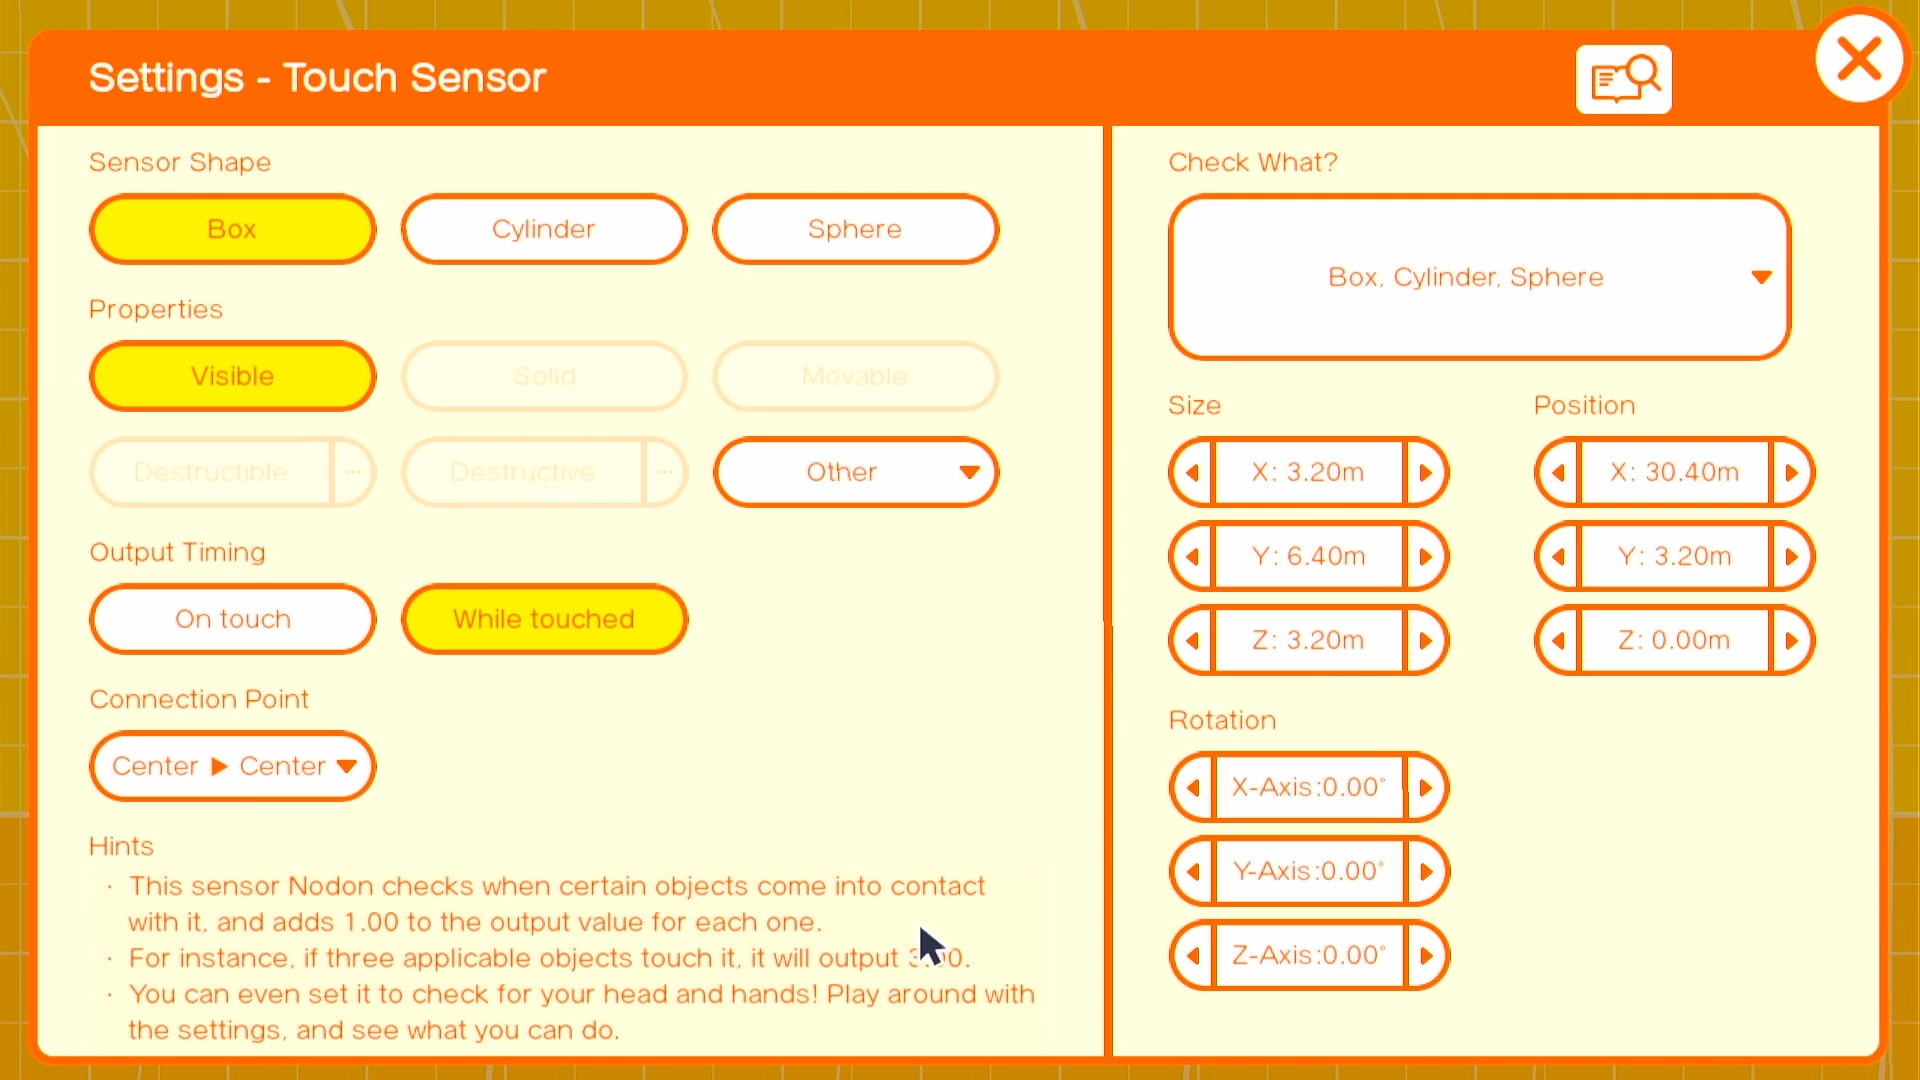 Settings - Touch Sensor
Sensor Shape
Box
Cylinder
Sphere
Properties
Visible
Solid
Movable
Destructible
...
Destructive
...
Other
Output Timing
On touch
While touched
Connection Point
Center ▶ Center
Hints
· This sensor Nodon checks when certain objects come into contact
with it, and adds 1.00 to the output value for each one.
· For instance, if three applicable objects touch it, it will output
· You can even set it to check for your head and hands! Play around with
the settings, and see what you can do.
Check What?
Box, Cylinder, Sphere
Size
X: 3.20m
Y: 6.40m
Z: 3.20m
Position
X: 30.40m
Y: 3.20m
Z: 0.00m
Rotation
X-Axis:0.00°
Y-Axis:0.00°
Z-Axis:0.00°